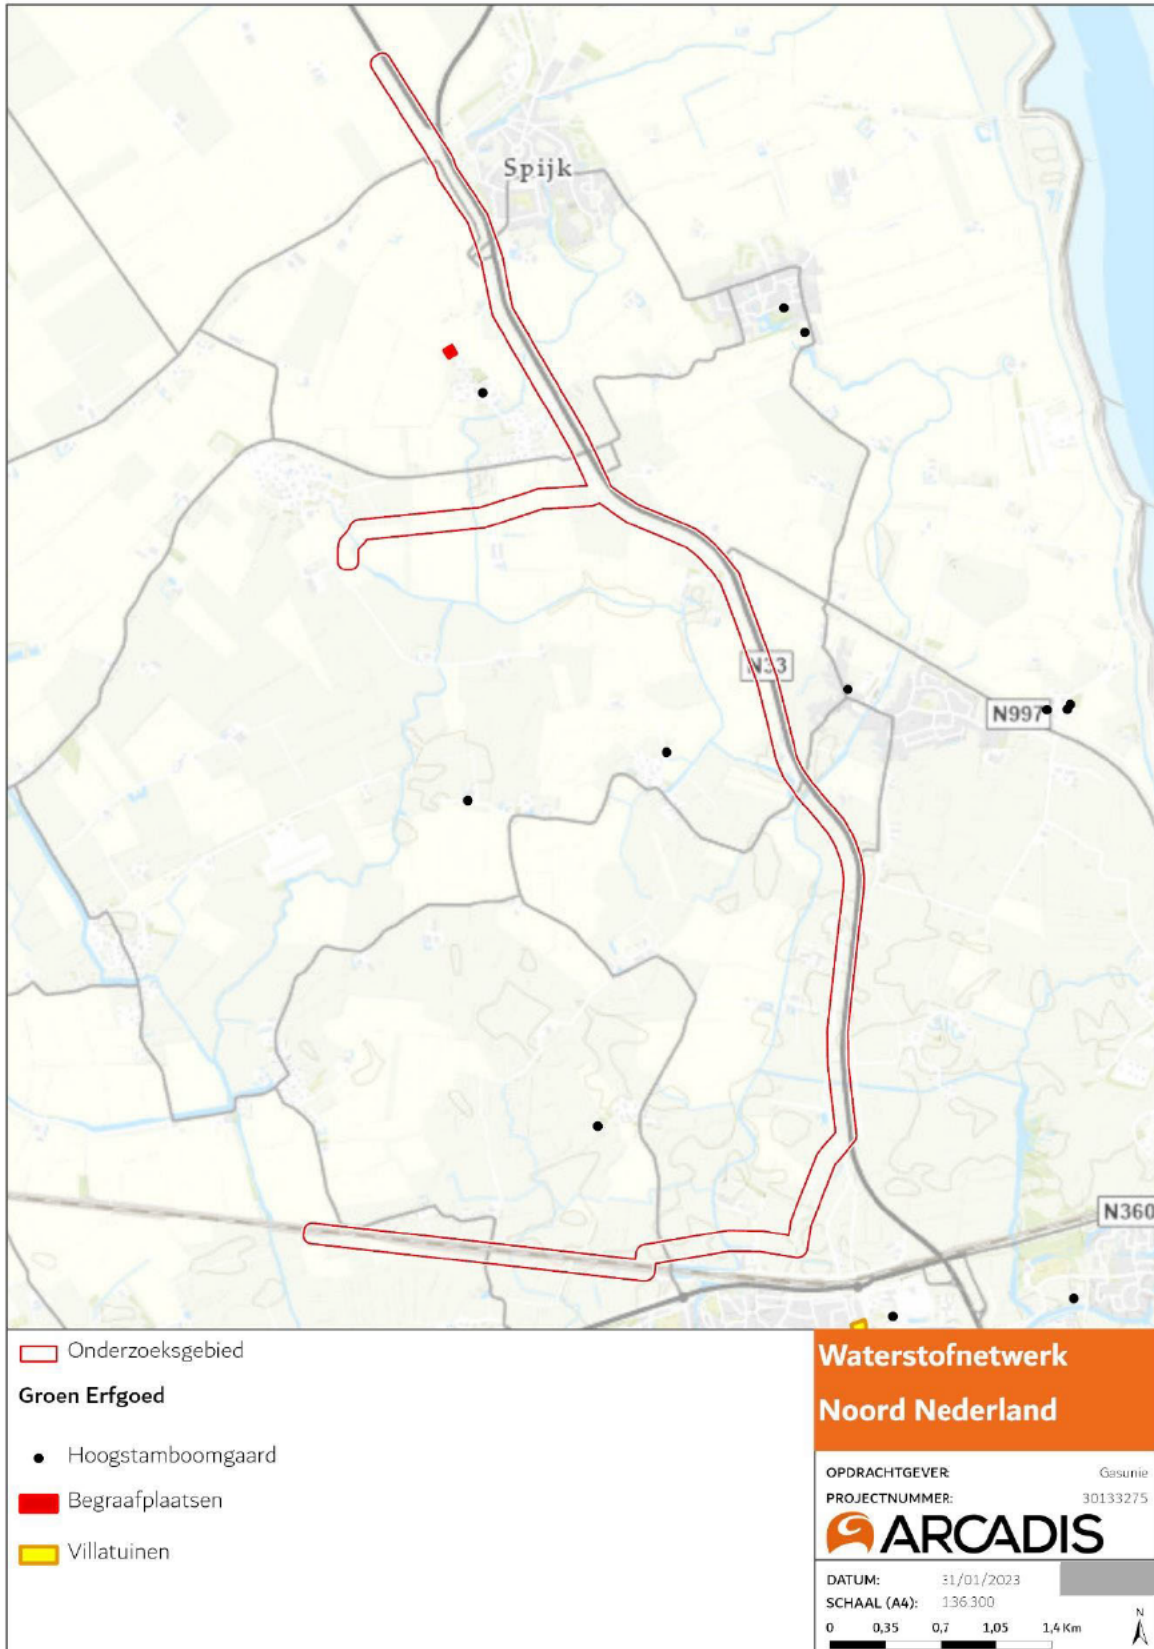 Spijk
N33
N997
N360
Onderzoeksgebied
Groen Erfgoed
Hoogstamboomgaard
Begraafplaatsen
Villatuinen
Waterstofnetwerk
Noord Nederland
OPDRACHTGEVER: Gasunie
PROJECTNUMMER: 30133275
ARCADIS
DATUM: 31/01/2023
SCHAAL (A4): 1:36.300
0 0,35 0,7 1,05 1,4 Km
N